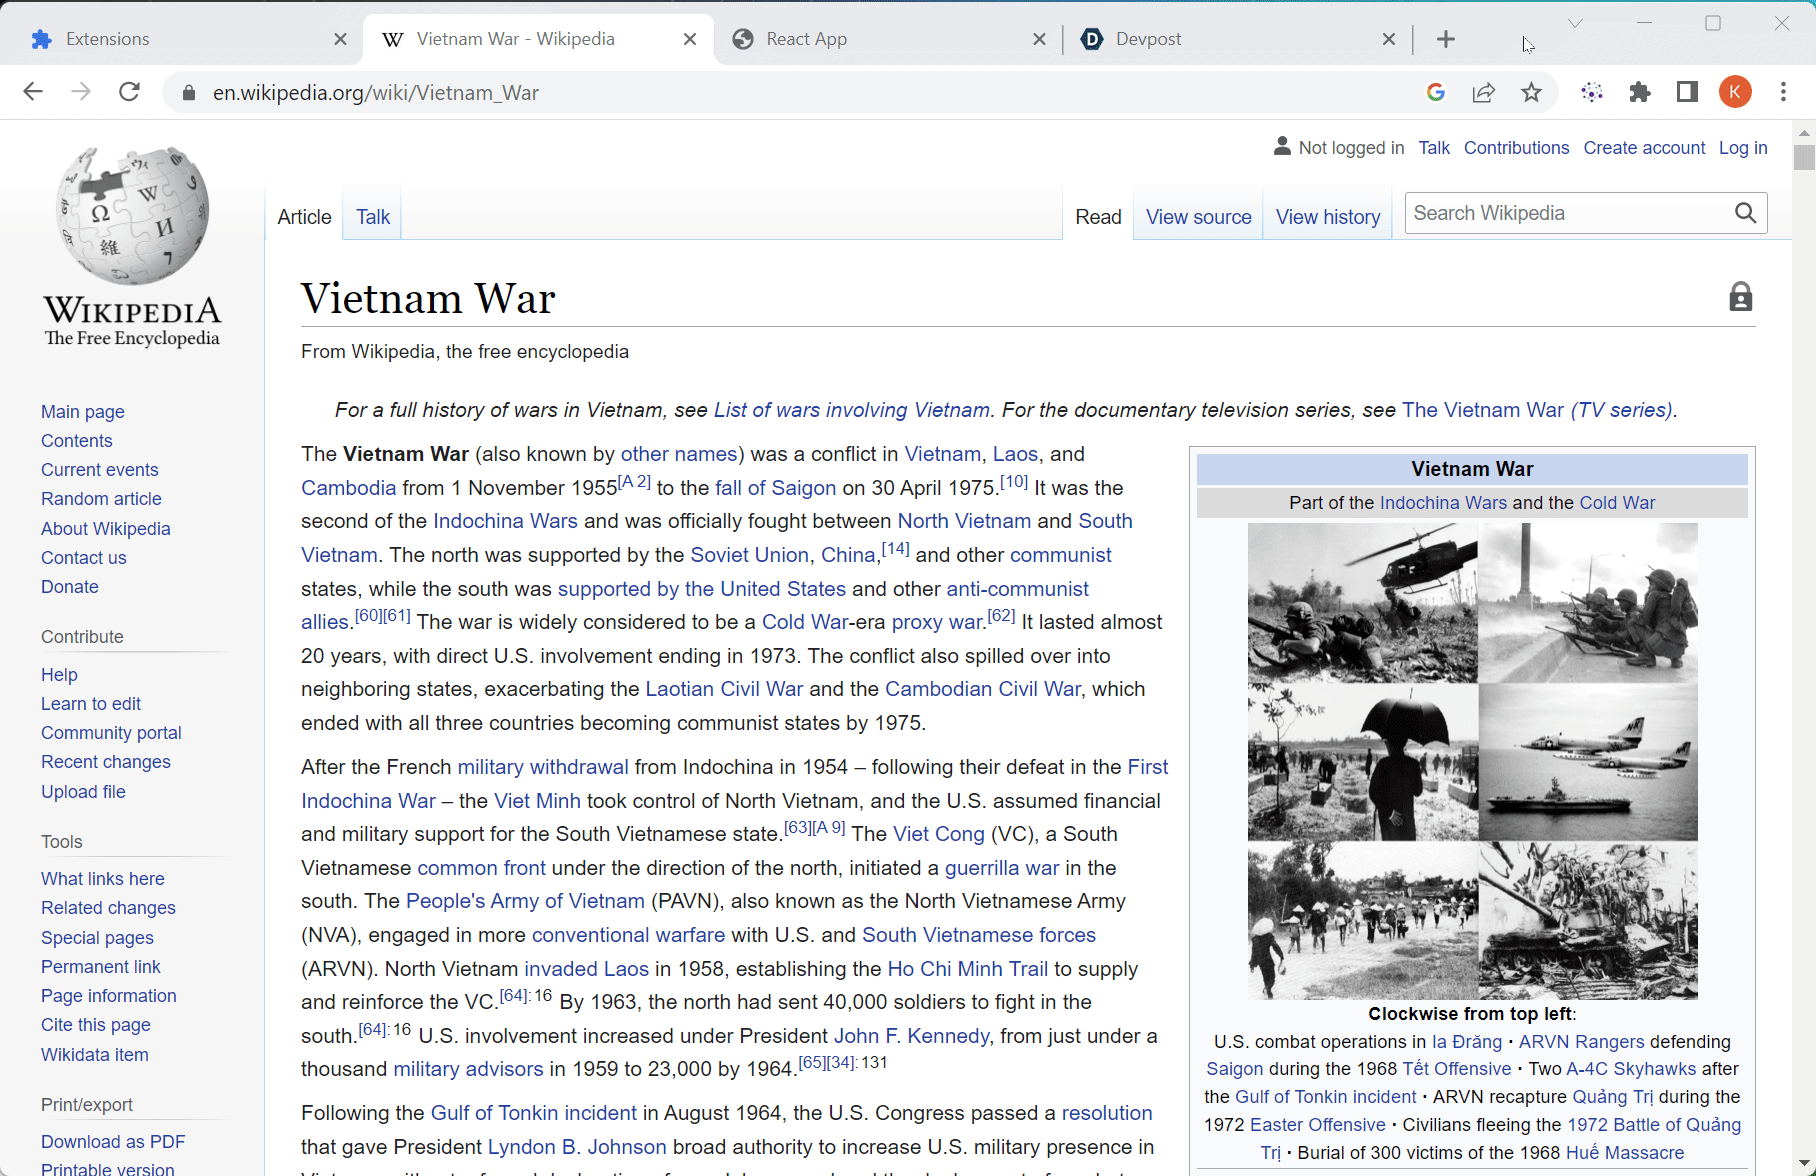 Extensions
Vietnam War - Wikipedia
React App
Devpost
en.wikipedia.org/wiki/Vietnam_War
K
Not logged in Talk Contributions Create account Log in
Article Talk
Read View source View history
Search Wikipedia
WIKIPEDIA
The Free Encyclopedia
Main page
Contents
Current events
Random article
About Wikipedia
Contact us
Donate
Contribute
Help
Learn to edit
Community portal
Recent changes
Upload file
Tools
What links here
Related changes
Special pages
Permanent link
Page information
Cite this page
Wikidata item
Print/export
Download as PDF
Printable version
Vietnam War
From Wikipedia, the free encyclopedia
For a full history of wars in Vietnam, see List of wars involving Vietnam. For the documentary television series, see The Vietnam War (TV series).
The Vietnam War (also known by other names) was a conflict in Vietnam, Laos, and
Cambodia from 1 November 1955[A 2] to the fall of Saigon on 30 April 1975.[10] It was the
second of the Indochina Wars and was officially fought between North Vietnam and South
Vietnam. The north was supported by the Soviet Union, China,[14] and other communist
states, while the south was supported by the United States and other anti-communist
allies.[60][61] The war is widely considered to be a Cold War-era proxy war.[62] It lasted almost
20 years, with direct U.S. involvement ending in 1973. The conflict also spilled over into
neighboring states, exacerbating the Laotian Civil War and the Cambodian Civil War, which
ended with all three countries becoming communist states by 1975.
After the French military withdrawal from Indochina in 1954 – following their defeat in the First
Indochina War – the Viet Minh took control of North Vietnam, and the U.S. assumed financial
and military support for the South Vietnamese state.[63][A 9] The Viet Cong (VC), a South
Vietnamese common front under the direction of the north, initiated a guerrilla war in the
south. The People's Army of Vietnam (PAVN), also known as the North Vietnamese Army
(NVA), engaged in more conventional warfare with U.S. and South Vietnamese forces
(ARVN). North Vietnam invaded Laos in 1958, establishing the Ho Chi Minh Trail to supply
and reinforce the VC.[64]:16 By 1963, the north had sent 40,000 soldiers to fight in the
south.[64]:16 U.S. involvement increased under President John F. Kennedy, from just under a
thousand military advisors in 1959 to 23,000 by 1964.[65][34]:131
Following the Gulf of Tonkin incident in August 1964, the U.S. Congress passed a resolution
that gave President Lyndon B. Johnson broad authority to increase U.S. military presence in
Vietnam War
Part of the Indochina Wars and the Cold War
Clockwise from top left:
U.S. combat operations in Ia Đrăng · ARVN Rangers defending
Saigon during the 1968 Tết Offensive · Two A-4C Skyhawks after
the Gulf of Tonkin incident · ARVN recapture Quảng Trị during the
1972 Easter Offensive · Civilians fleeing the 1972 Battle of Quảng
Trị · Burial of 300 victims of the 1968 Huế Massacre